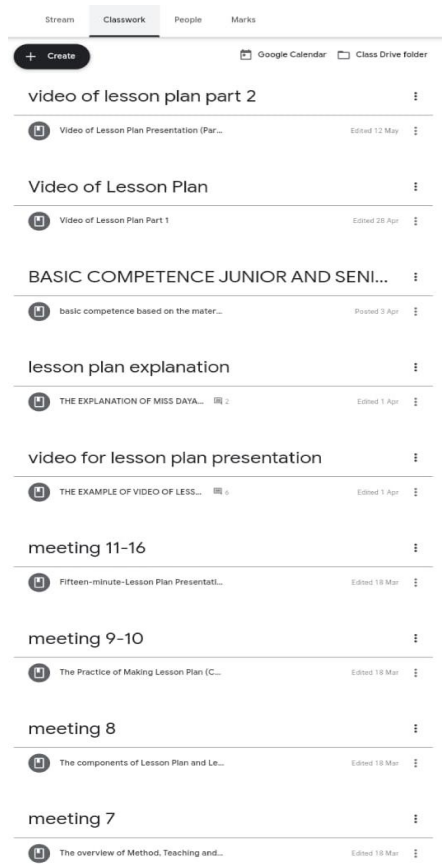 Stream Classwork People Marks
+ Create Google Calendar Class Drive folder
video of lesson plan part 2
Video of Lesson Plan Presentation (Par... Edited 12 May
Video of Lesson Plan
Video of Lesson Plan Part 1 Edited 28 Apr
BASIC COMPETENCE JUNIOR AND SENI...
basic competence based on the mater... Posted 3 Apr
lesson plan explanation
THE EXPLANATION OF MISS DAYA... 2 Edited 1 Apr
video for lesson plan presentation
THE EXAMPLE OF VIDEO OF LESS... 6 Edited 1 Apr
meeting 11-16
Fifteen-minute-Lesson Plan Presentati... Edited 18 Mar
meeting 9-10
The Practice of Making Lesson Plan (C... Edited 18 Mar
meeting 8
The components of Lesson Plan and Le... Edited 18 Mar
meeting 7
The overview of Method, Teaching and... Edited 18 Mar